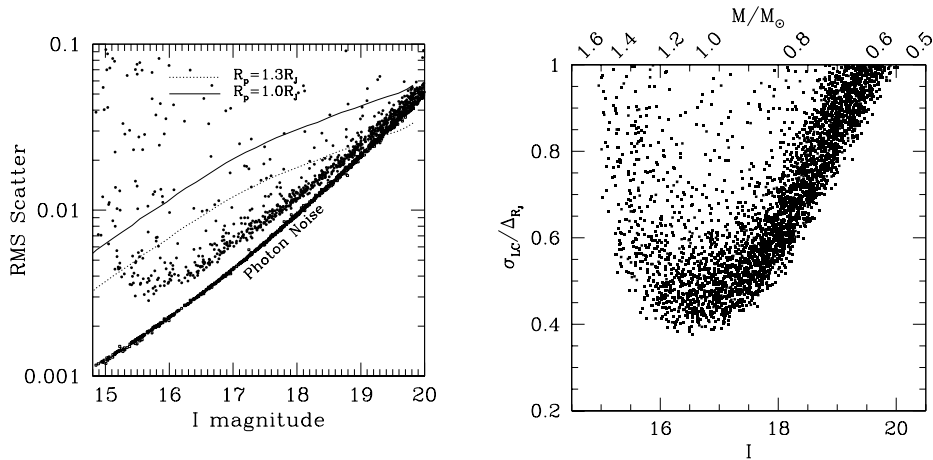 0.1
0.01
0.001
RMS Scatter
R_p=1.3R_J
R_p=1.0R_J
Photon Noise
15 16 17 18 19 20
I magnitude
M/M_⊙
1.6 1.4 1.2 1.0 0.8 0.6 0.5
1
0.8
0.6
0.4
0.2
σ_LC/Δ_R_J
16 18 20
I